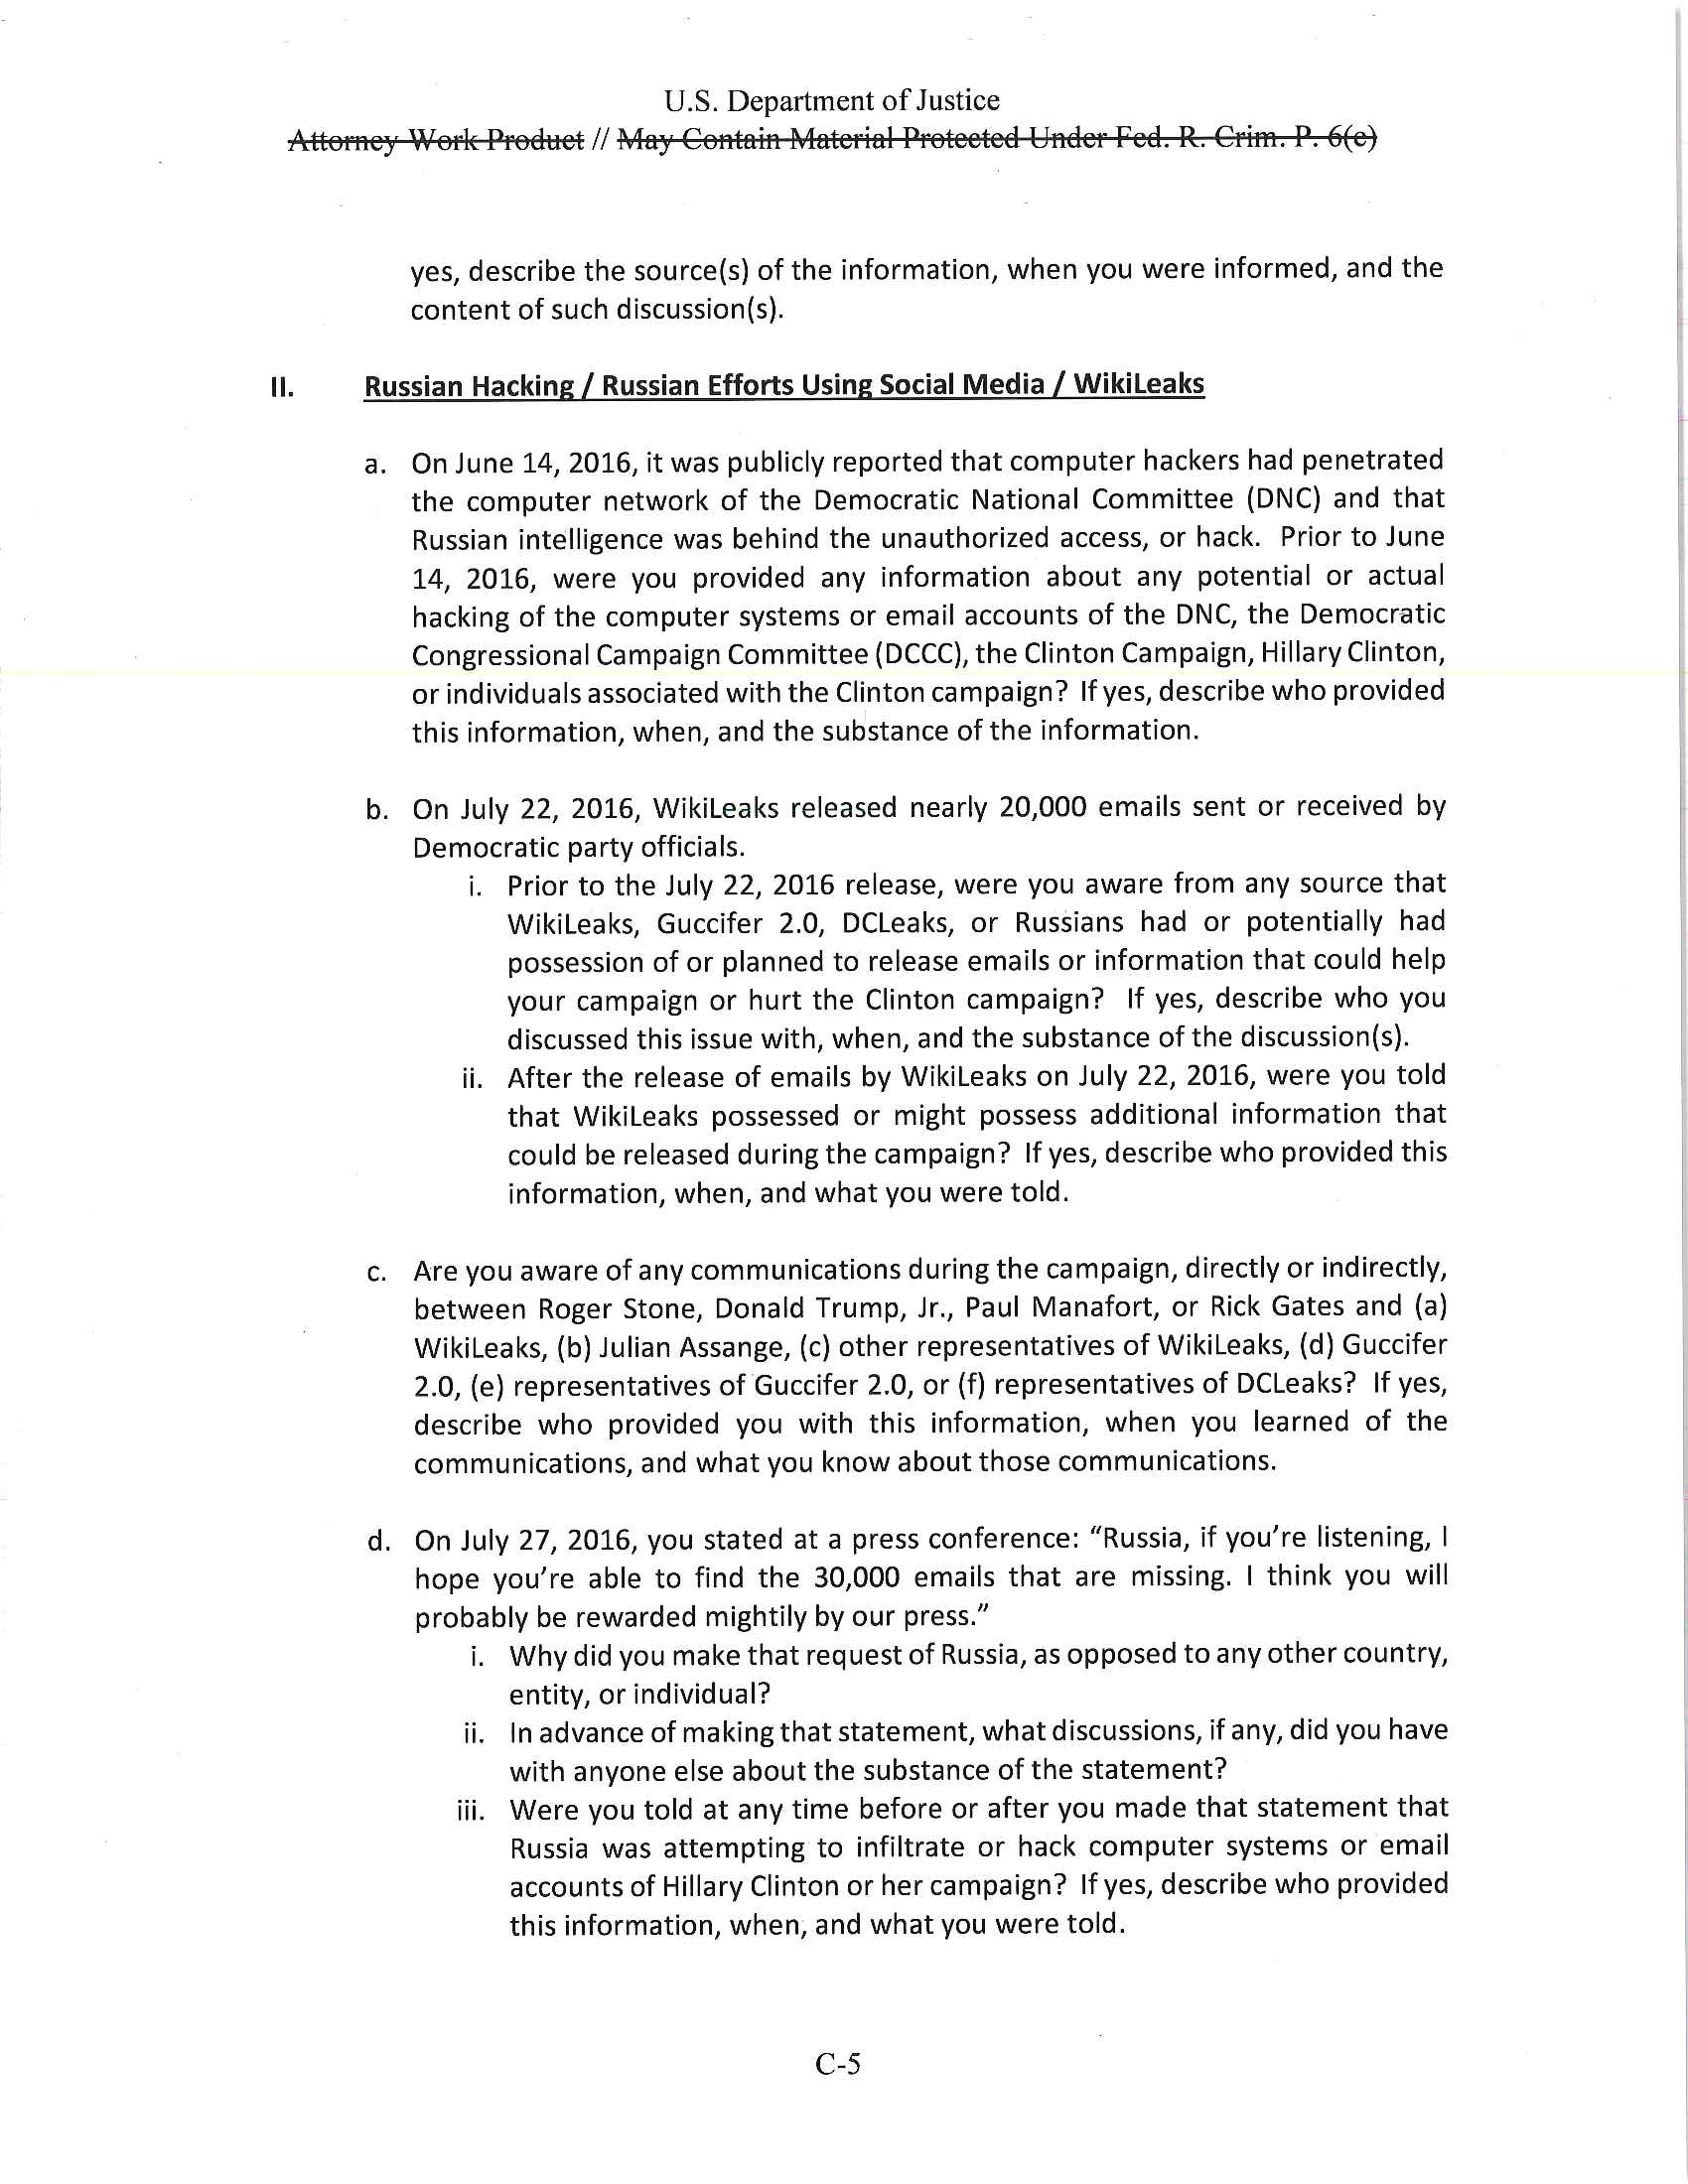 U.S. Department of Justice
Attorney Work Product // May Contain Material Protected Under Fed. R. Crim. P. 6(e)
yes, describe the source(s) of the information, when you were informed, and the
content of such discussion(s).
II. Russian Hacking / Russian Efforts Using Social Media / WikiLeaks
a. On June 14, 2016, it was publicly reported that computer hackers had penetrated
the computer network of the Democratic National Committee (DNC) and that
Russian intelligence was behind the unauthorized access, or hack. Prior to June
14, 2016, were you provided any information about any potential or actual
hacking of the computer systems or email accounts of the DNC, the Democratic
Congressional Campaign Committee (DCCC), the Clinton Campaign, Hillary Clinton,
or individuals associated with the Clinton campaign? If yes, describe who provided
this information, when, and the substance of the information.
b. On July 22, 2016, WikiLeaks released nearly 20,000 emails sent or received by
Democratic party officials.
i. Prior to the July 22, 2016 release, were you aware from any source that
WikiLeaks, Guccifer 2.0, DCLeaks, or Russians had or potentially had
possession of or planned to release emails or information that could help
your campaign or hurt the Clinton campaign? If yes, describe who you
discussed this issue with, when, and the substance of the discussion(s).
ii. After the release of emails by WikiLeaks on July 22, 2016, were you told
that WikiLeaks possessed or might possess additional information that
could be released during the campaign? If yes, describe who provided this
information, when, and what you were told.
c. Are you aware of any communications during the campaign, directly or indirectly,
between Roger Stone, Donald Trump, Jr., Paul Manafort, or Rick Gates and (a)
WikiLeaks, (b) Julian Assange, (c) other representatives of WikiLeaks, (d) Guccifer
2.0, (e) representatives of Guccifer 2.0, or (f) representatives of DCLeaks? If yes,
describe who provided you with this information, when you learned of the
communications, and what you know about those communications.
d. On July 27, 2016, you stated at a press conference: “Russia, if you’re listening, I
hope you’re able to find the 30,000 emails that are missing. I think you will
probably be rewarded mightily by our press.”
i. Why did you make that request of Russia, as opposed to any other country,
entity, or individual?
ii. In advance of making that statement, what discussions, if any, did you have
with anyone else about the substance of the statement?
iii. Were you told at any time before or after you made that statement that
Russia was attempting to infiltrate or hack computer systems or email
accounts of Hillary Clinton or her campaign? If yes, describe who provided
this information, when, and what you were told.
C-5